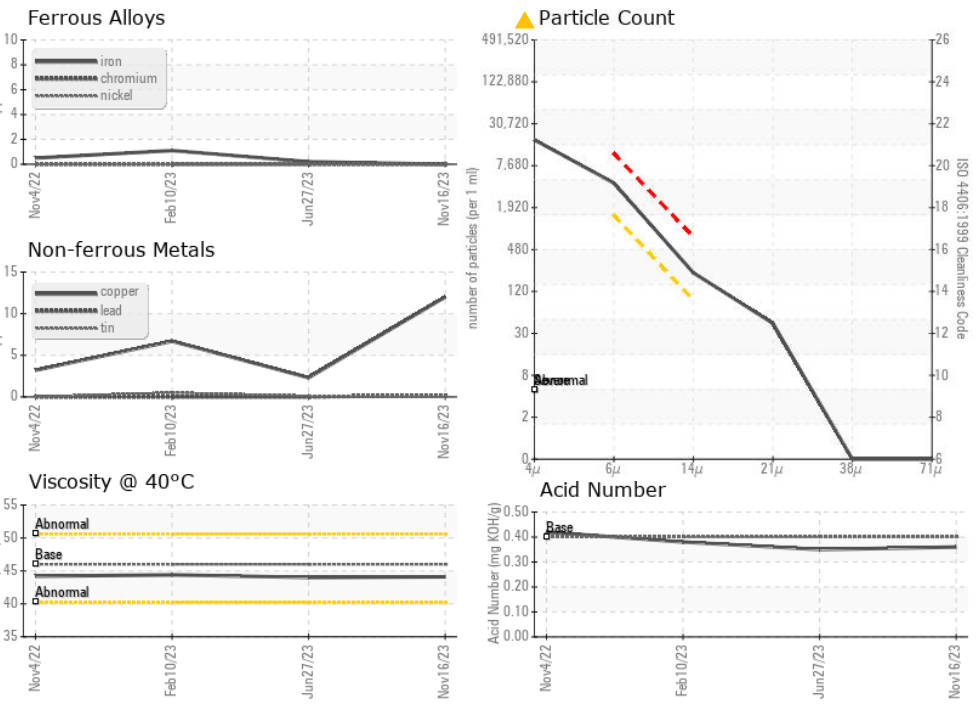 Ferrous Alloys
10
8
6
4
2
0
iron
chromium
nickel
Nov4/22
Feb10/23
Jun27/23
Nov16/23
Non-ferrous Metals
15
10
5
0
copper
lead
tin
Nov4/22
Feb10/23
Jun27/23
Nov16/23
Viscosity @ 40°C
55
50
45
40
35
Abnormal
Base
Abnormal
Nov4/22
Feb10/23
Jun27/23
Nov16/23
Particle Count
number of particles (per 1 ml)
491,520
122,880
30,720
7,680
1,920
480
120
30
8
2
0
Abnormal
26
24
22
20
18
16
14
12
10
8
6
ISO 4406:1999 Cleanliness Code
4µ
6µ
14µ
21µ
38µ
71µ
Acid Number
Acid Number (mg KOH/g)
0.50
0.40
0.30
0.20
0.10
0.00
Base
Nov4/22
Feb10/23
Jun27/23
Nov16/23